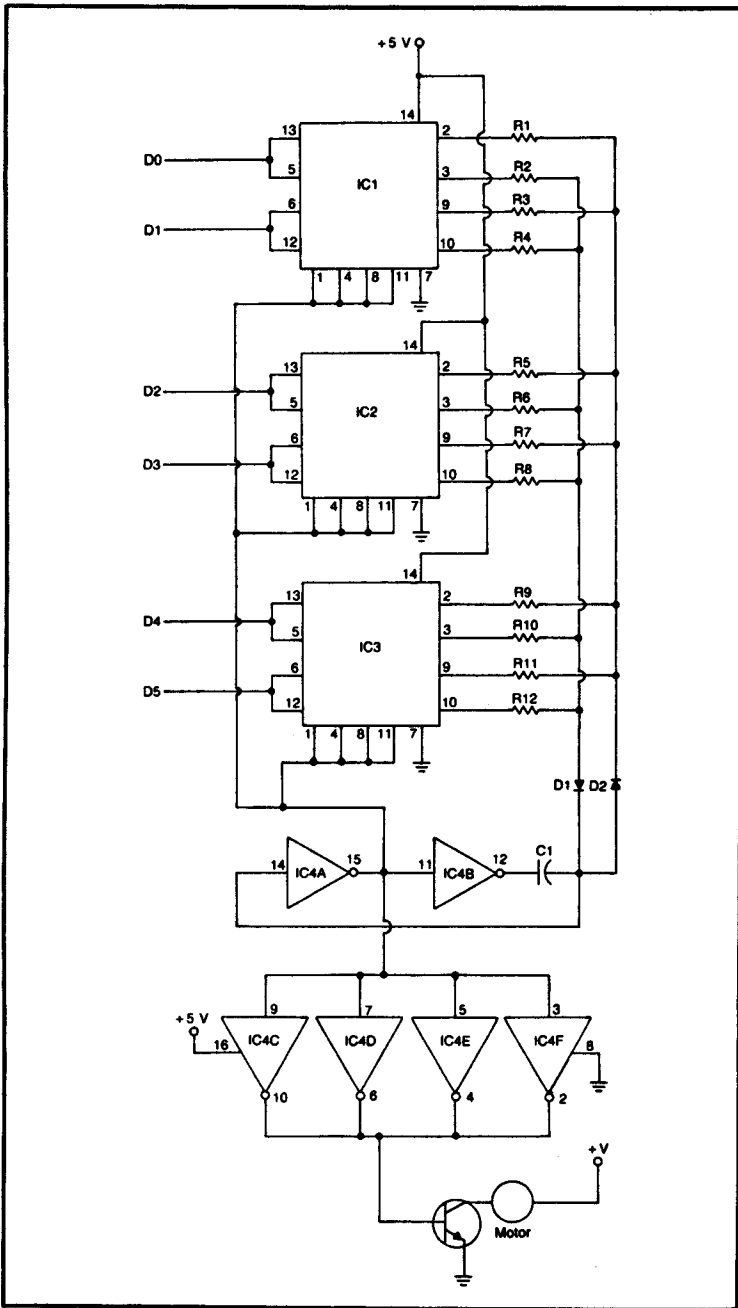 +5 V
14
13
2
R1
D0
3
R2
5
IC1
6
9
R3
D1
12
10
R4
1
4
8
11
7
14
13
2
R5
D2
3
R6
5
IC2
6
9
R7
D3
12
10
R8
1
4
8
11
7
14
13
2
R9
D4
3
R10
5
IC3
6
9
R11
D5
12
10
R12
1
4
8
11
7
D1
D2
C1
14
IC4A
15
11
IC4B
12
9
7
5
3
+5 V
16
IC4C
IC4D
IC4E
IC4F
8
10
6
4
2
+V
Motor